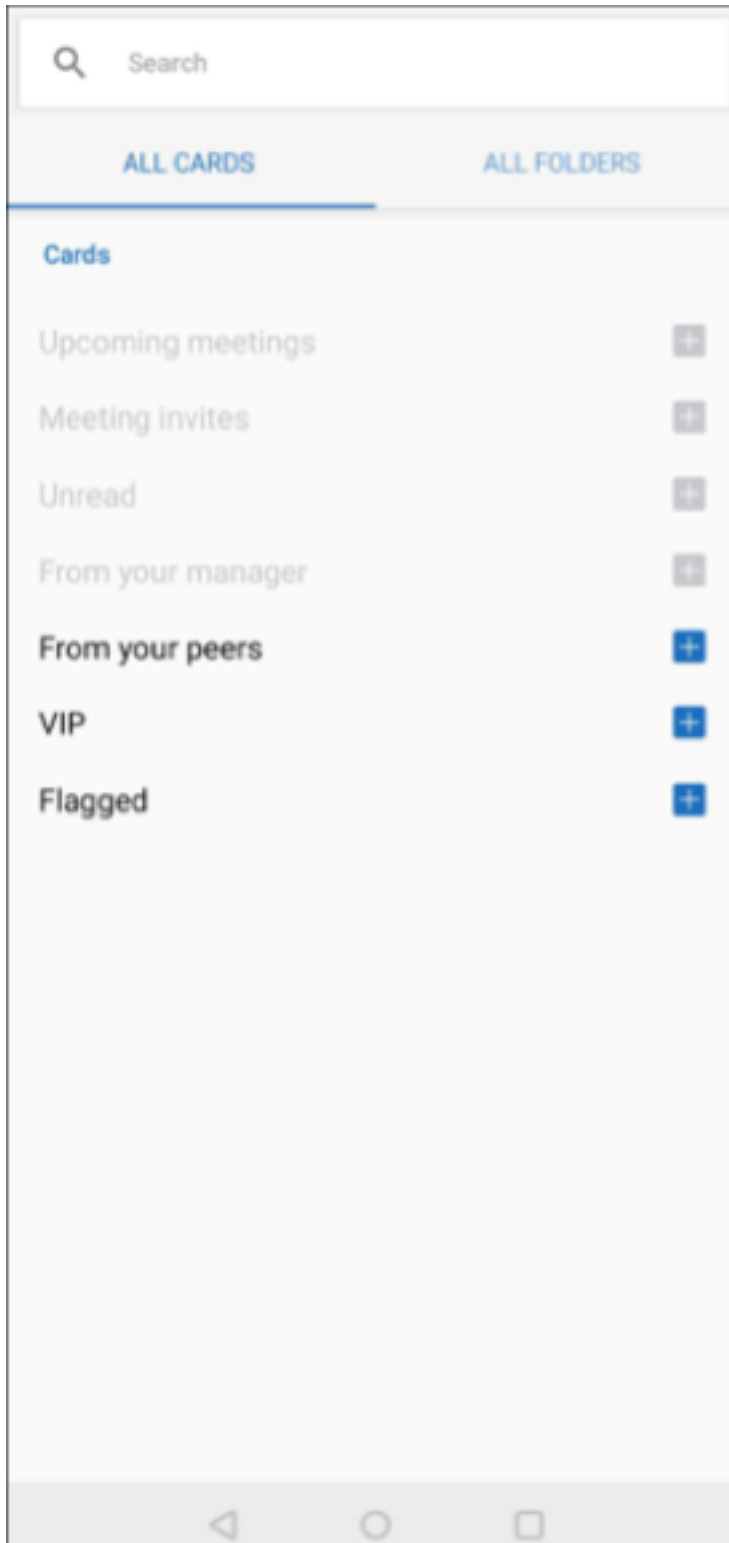 Search
ALL CARDS ALL FOLDERS
Cards
Upcoming meetings
Meeting invites
Unread
From your manager
From your peers
VIP
Flagged